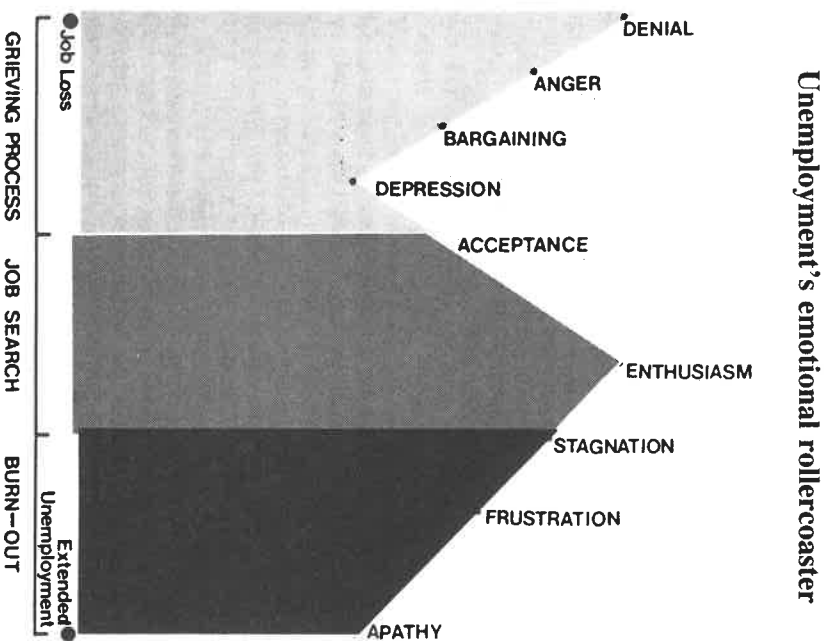 Unemployment's emotional rollercoaster
DENIAL
ANGER
BARGAINING
DEPRESSION
ACCEPTANCE
ENTHUSIASM
STAGNATION
FRUSTRATION
APATHY
Job Loss
Extended
Unemployment
GRIEVING PROCESS
JOB SEARCH
BURN-OUT